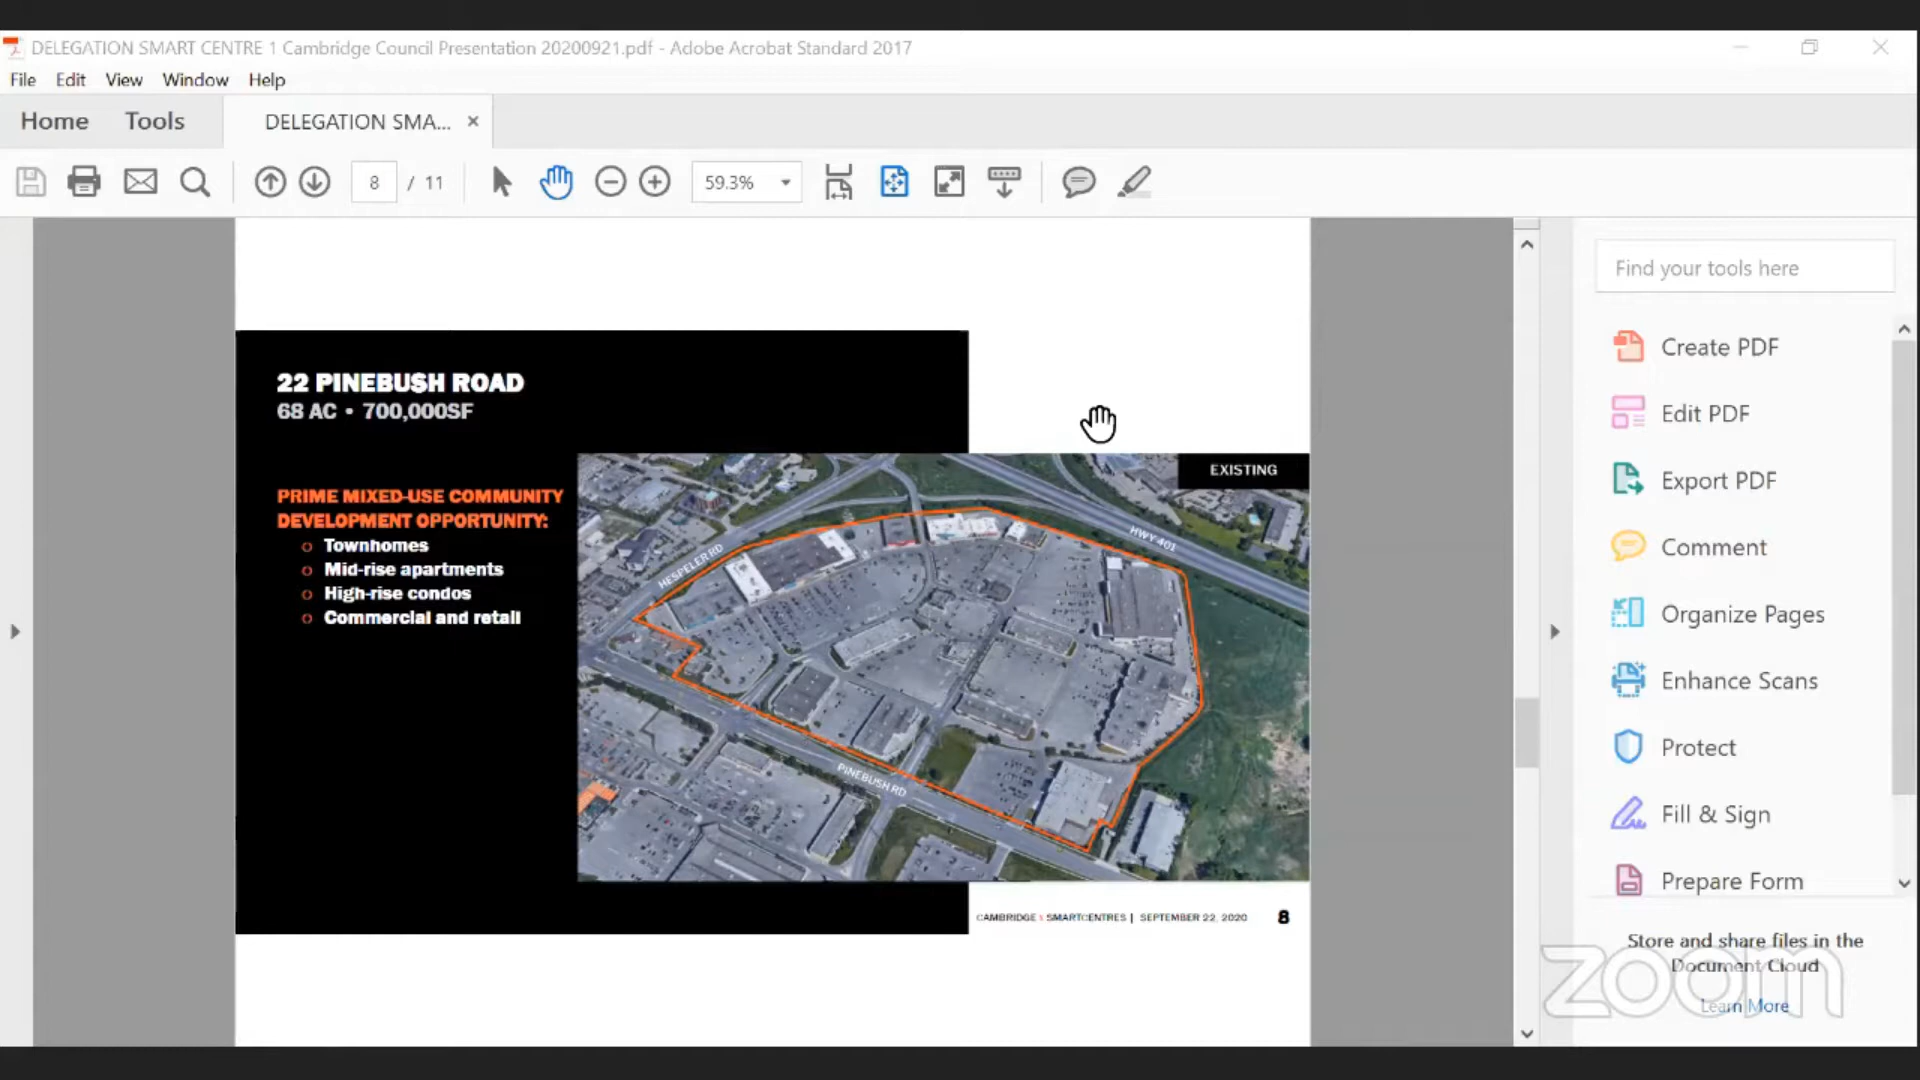 DELEGATION SMART CENTRE 1 Cambridge Council Presentation 20200921.pdf - Adobe Acrobat Standard 2017
File Edit View Window Help
Home Tools DELEGATION SMA... ×
8 / 11 59.3%
Find your tools here
Create PDF
Edit PDF
Export PDF
Comment
Organize Pages
Enhance Scans
Protect
Fill & Sign
Prepare Form
Store and share files in the
Document Cloud
Learn More
zoom
22 PINEBUSH ROAD
68 AC • 700,000SF
PRIME MIXED-USE COMMUNITY
DEVELOPMENT OPPORTUNITY:
Townhomes
Mid-rise apartments
High-rise condos
Commercial and retail
EXISTING
HESPELER RD
HWY 401
PINEBUSH RD
CAMBRIDGE \ SMARTCENTRES | SEPTEMBER 22, 2020 8